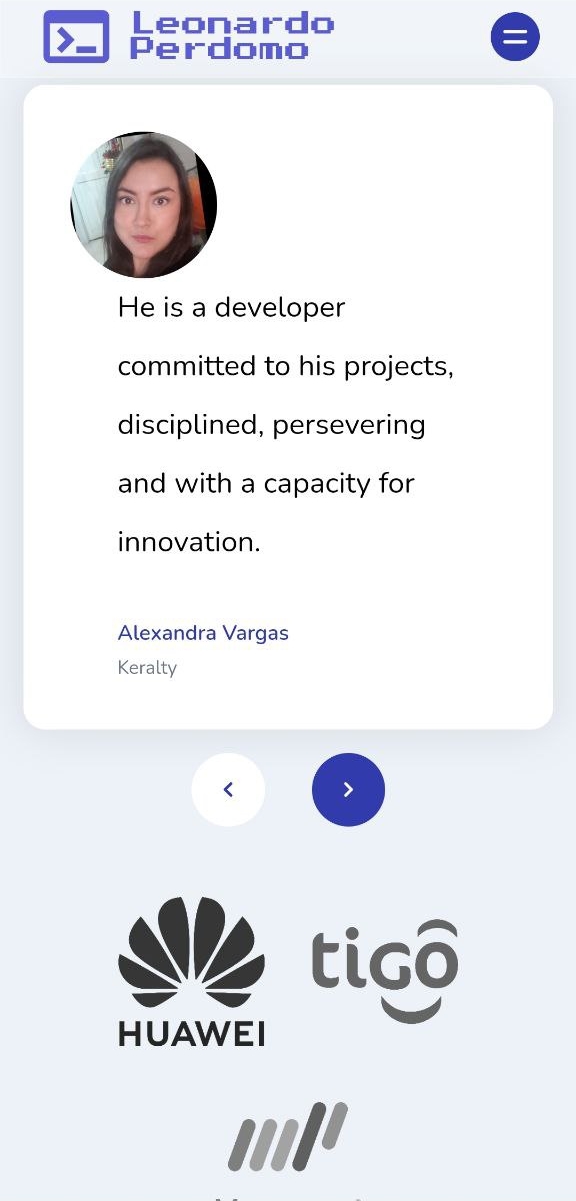 Leonardo
Perdomo
He is a developer
committed to his projects,
disciplined, persevering
and with a capacity for
innovation.
Alexandra Vargas
Keralty
HUAWEI
tigo